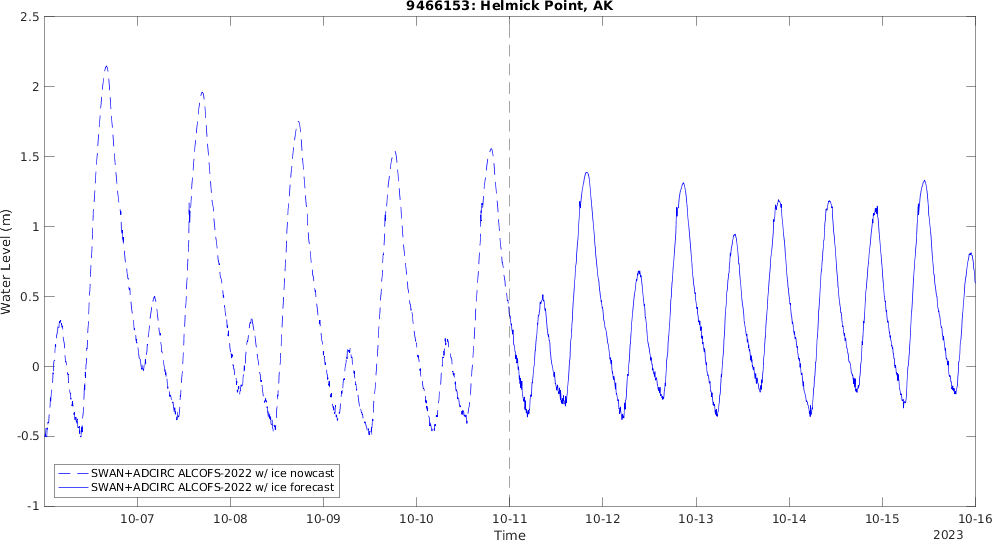 9466153: Helmick Point, AK
2.5
2
1.5
1
0.5
0
-0.5
-1
Water Level (m)
SWAN+ADCIRC ALCOFS-2022 w/ ice nowcast
SWAN+ADCIRC ALCOFS-2022 w/ ice forecast
10-07 10-08 10-09 10-10 10-11 10-12 10-13 10-14 10-15 10-16
Time
2023